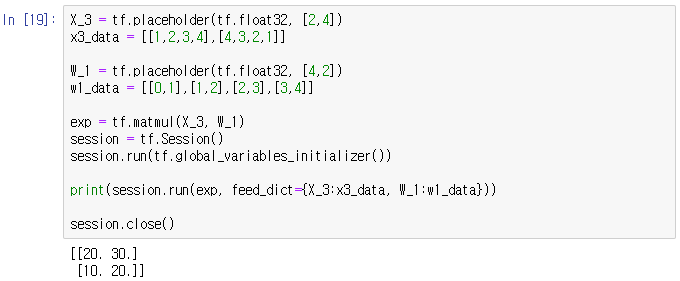 In [19]: X_3 = tf.placeholder(tf.float32, [2,4])
x3_data = [[1,2,3,4],[4,3,2,1]]
W_1 = tf.placeholder(tf.float32, [4,2])
w1_data = [[0,1],[1,2],[2,3],[3,4]]
exp = tf.matmul(X_3, W_1)
session = tf.Session()
session.run(tf.global_variables_initializer())
print(session.run(exp, feed_dict={X_3:x3_data, W_1:w1_data}))
session.close()
[[20. 30.]
[10. 20.]]